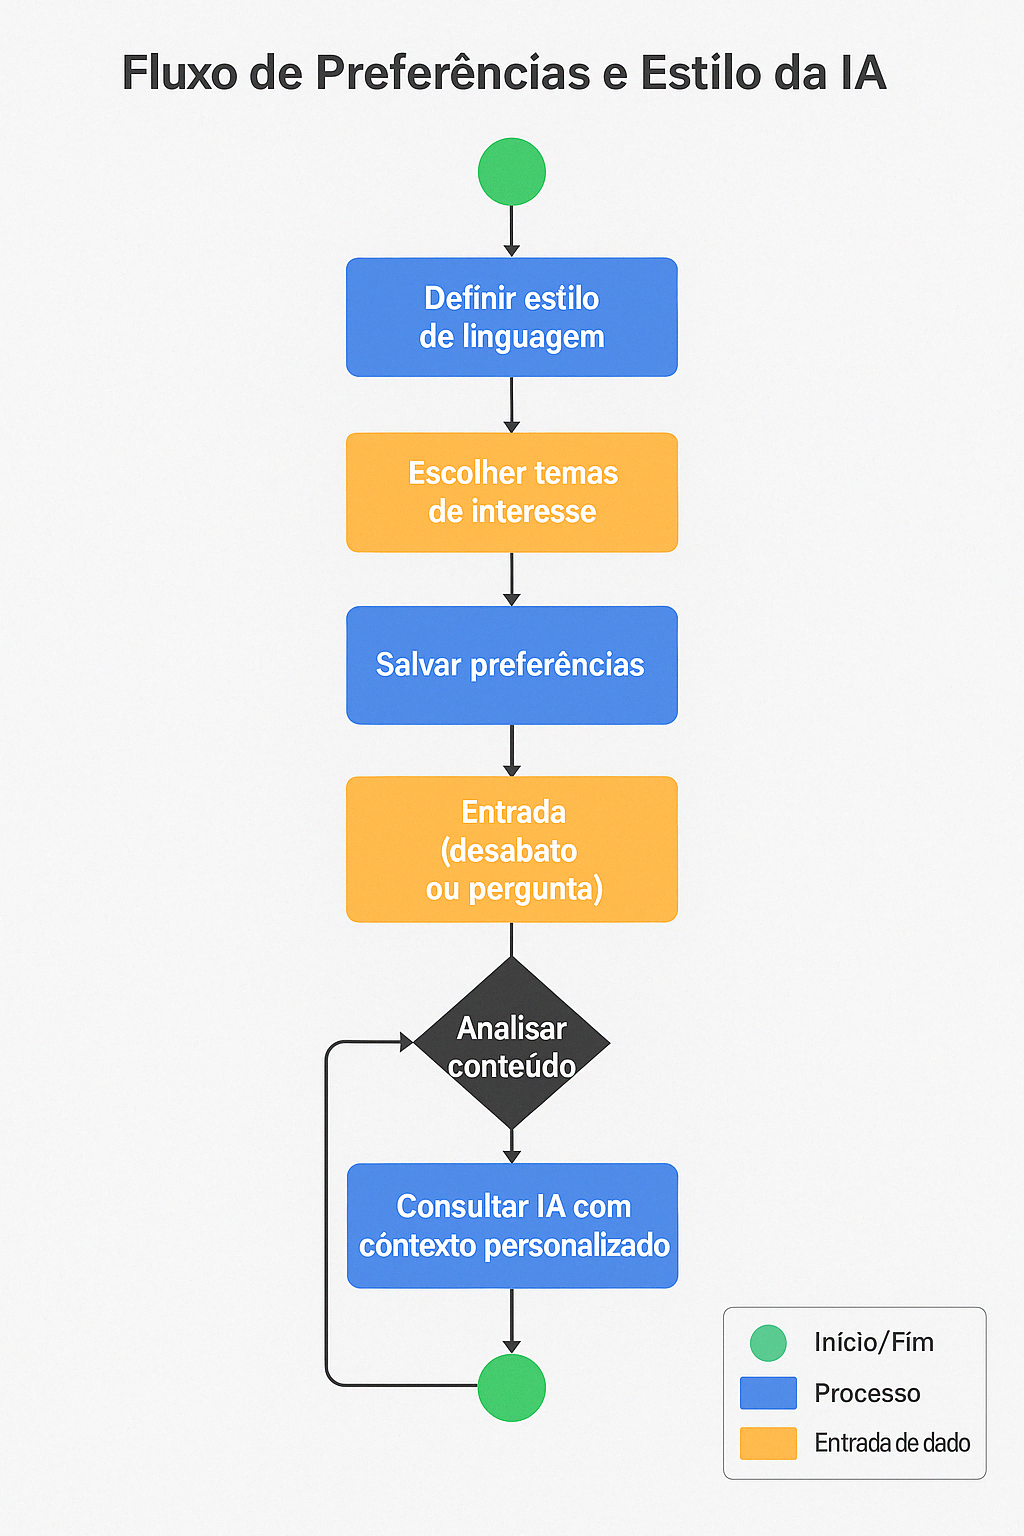 Fluxo de Preferências e Estilo da IA
Definir estilo
de linguagem
Escolher temas
de interesse
Salvar preferências
Entrada
(desabato
ou pergunta)
Analisar
conteúdo
Consultar IA com
cóntexto personalizado
Início/Fím
Processo
Entrada de dado